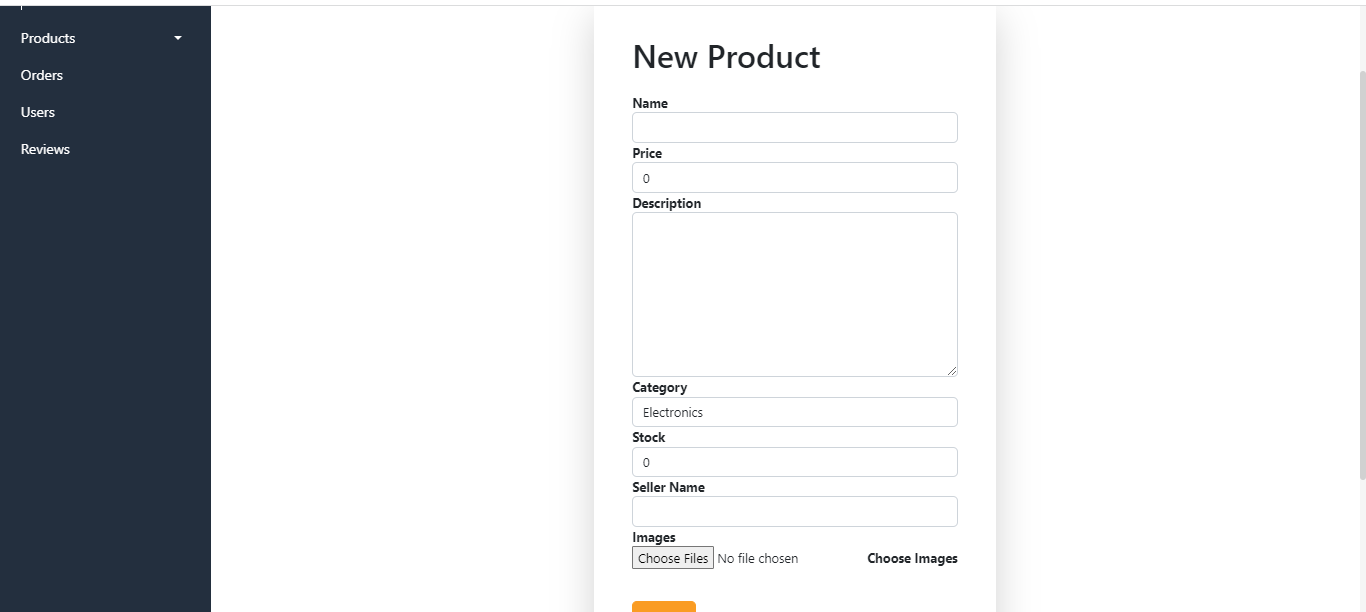 Products
Orders
Users
Reviews
New Product
Name
Price
0
Description
Category
Electronics
Stock
0
Seller Name
Images
Choose Files No file chosen Choose Images